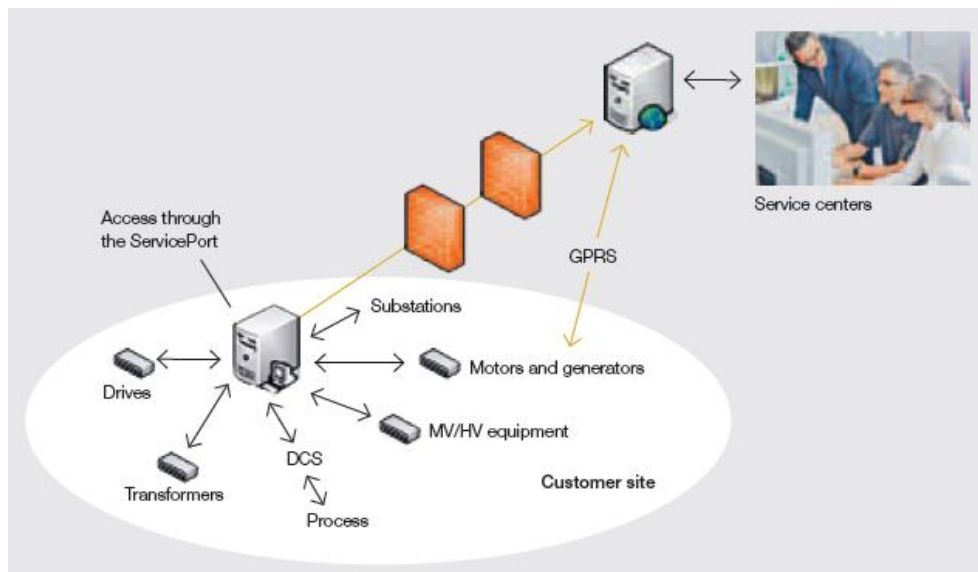 Service centers
Access through
the ServicePort
GPRS
Substations
Motors and generators
Drives
MV/HV equipment
DCS
Customer site
Transformers
Process